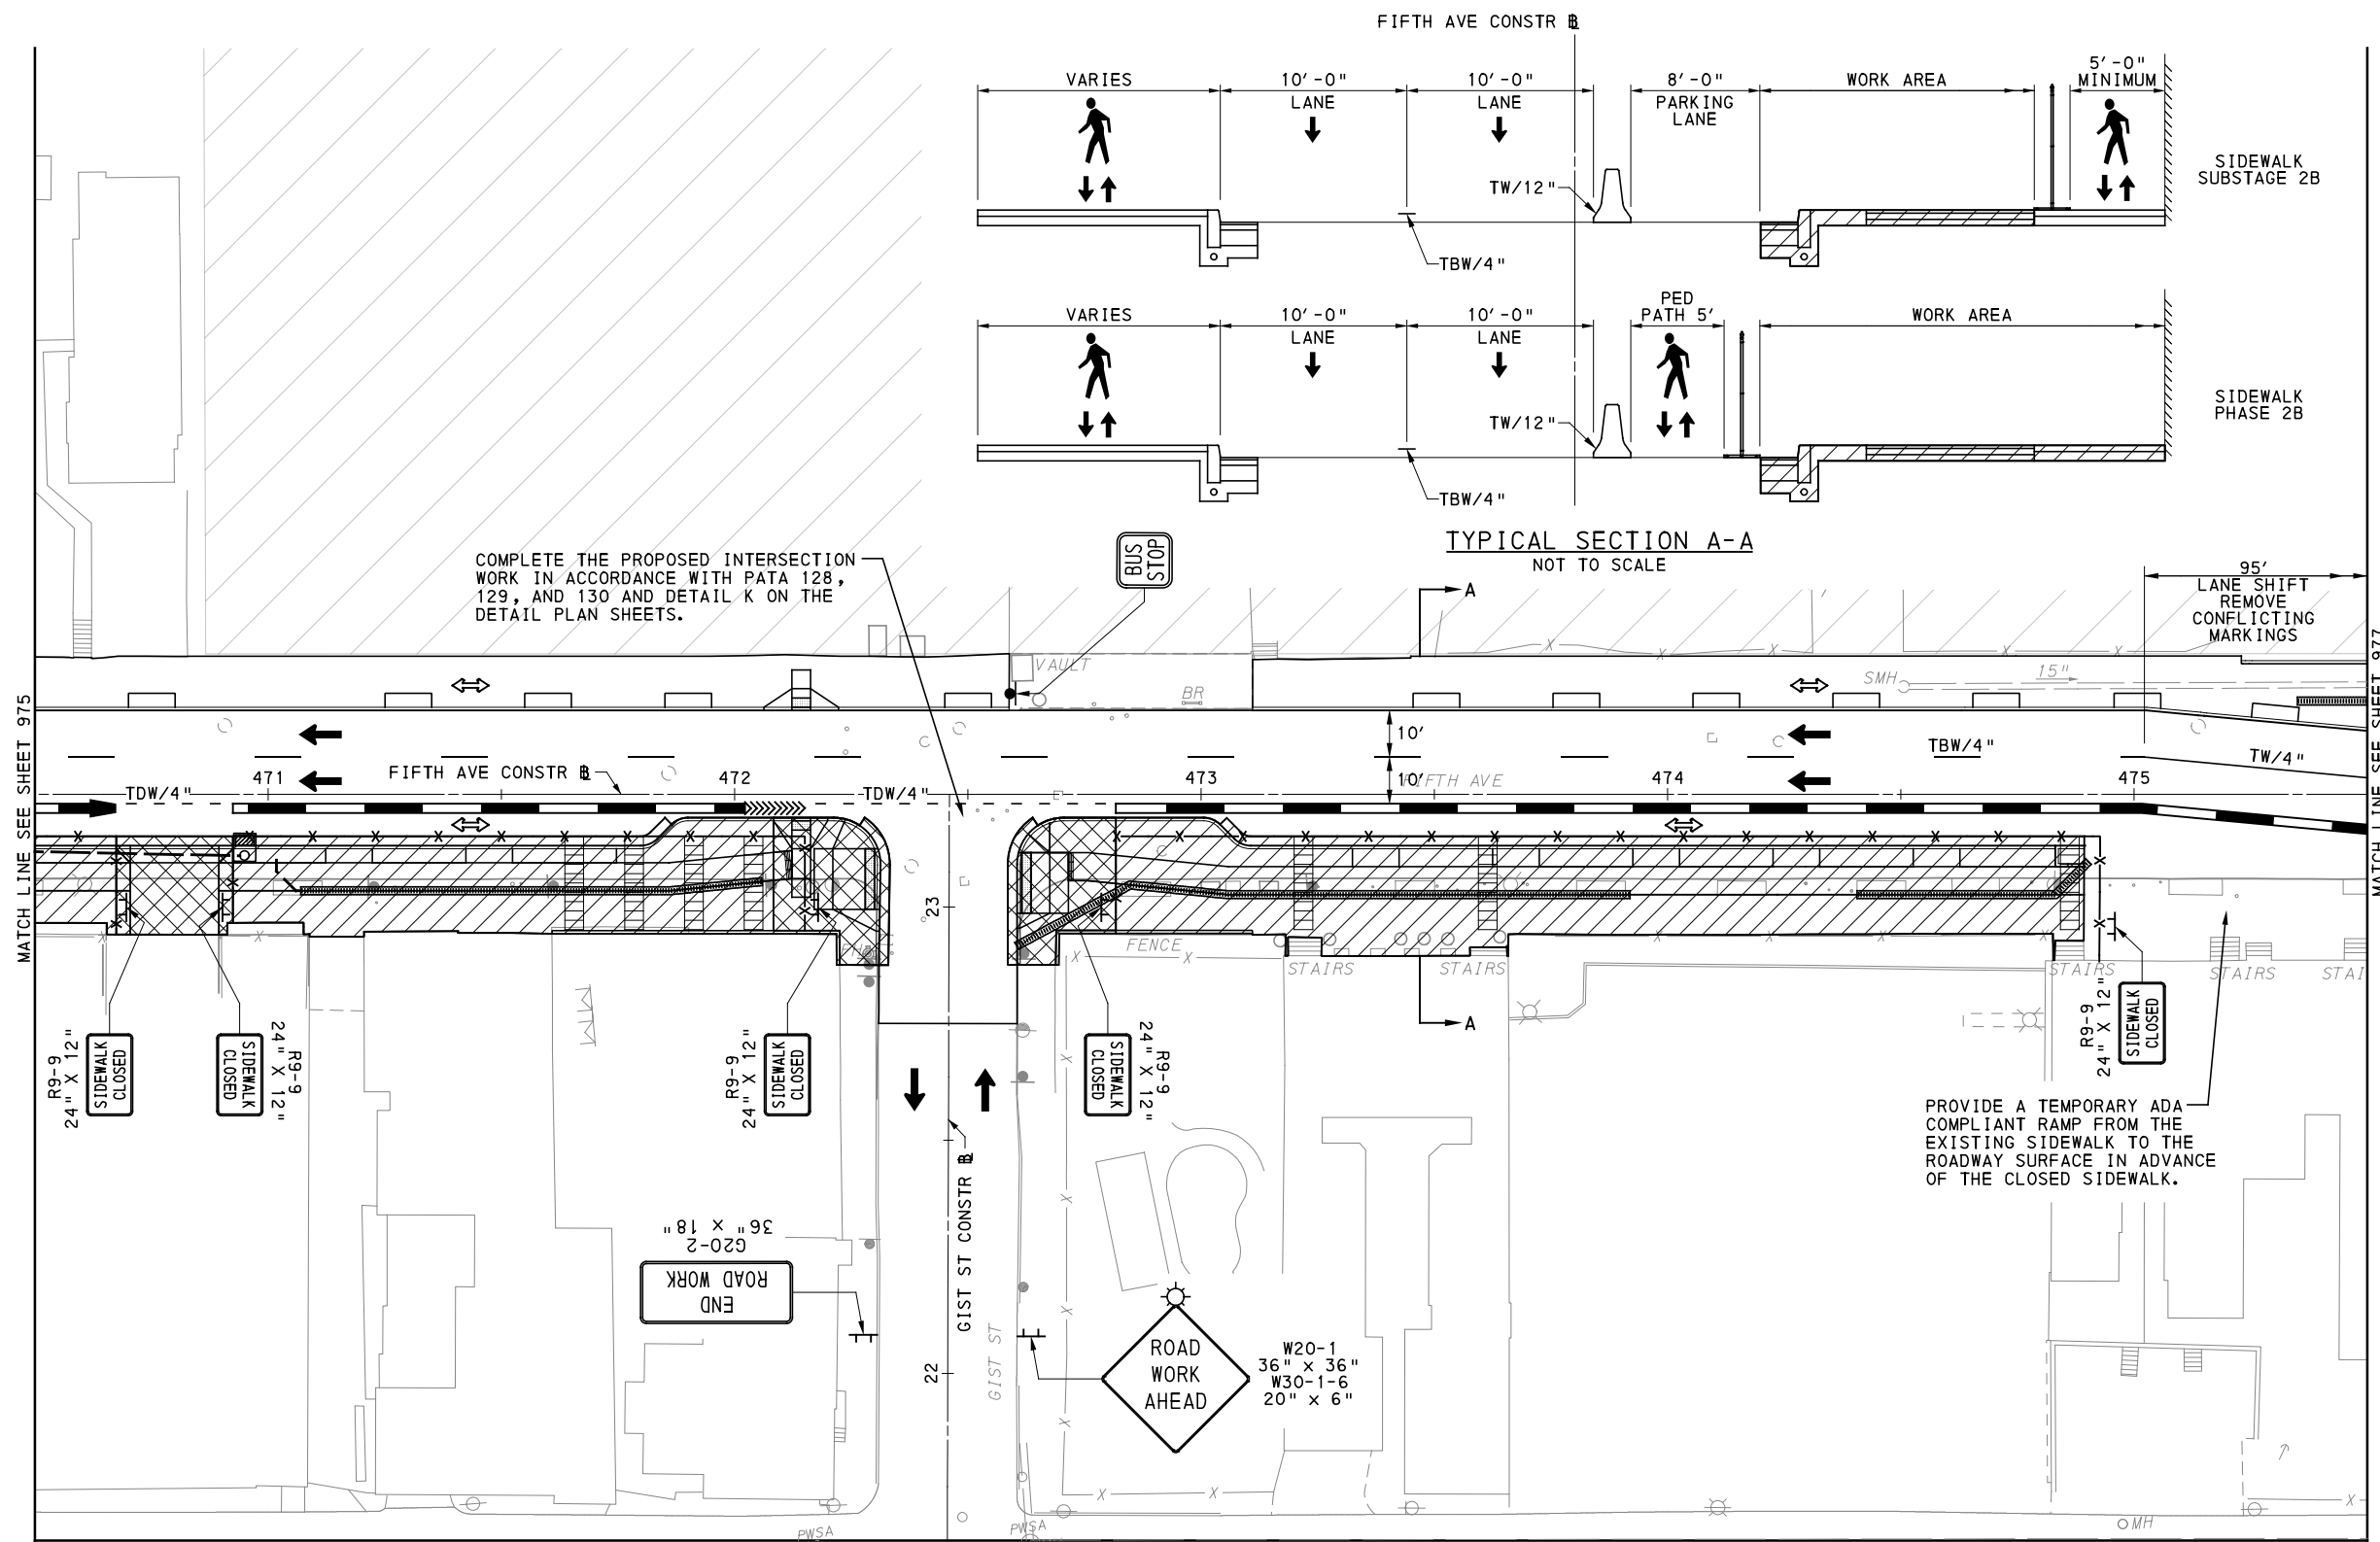 FIFTH AVE CONSTR B
VARIES
10'-0"
LANE
10'-0"
LANE
8'-0"
PARKING
LANE
WORK AREA
5'-0"
MINIMUM
TW/12"
TBW/4"
SIDEWALK
SUBSTAGE 2B
VARIES
10'-0"
LANE
10'-0"
LANE
PED
PATH 5'
WORK AREA
TW/12"
TBW/4"
SIDEWALK
PHASE 2B
TYPICAL SECTION A-A
NOT TO SCALE
COMPLETE THE PROPOSED INTERSECTION
WORK IN ACCORDANCE WITH PATA 128,
129, AND 130 AND DETAIL K ON THE
DETAIL PLAN SHEETS.
BUS
STOP
A
95'
LANE SHIFT
REMOVE
CONFLICTING
MARKINGS
MATCH LINE SEE SHEET 975
MATCH LINE SEE SHEET 977
VAULT
BR
SMH
15"
10'
10'
TBW/4"
TW/4"
FIFTH AVE CONSTR B
FIFTH AVE
471
472
473
474
475
TDW/4"
TDW/4"
23
FENCE
STAIRS
STAIRS
STAIRS
STAIRS
STAI
A
R9-9
24" X 12"
SIDEWALK
CLOSED
SIDEWALK
CLOSED
R9-9
24" X 12"
R9-9
24" X 12"
SIDEWALK
CLOSED
SIDEWALK
CLOSED
R9-9
24" X 12"
R9-9
24" X 12"
SIDEWALK
CLOSED
PROVIDE A TEMPORARY ADA
COMPLIANT RAMP FROM THE
EXISTING SIDEWALK TO THE
ROADWAY SURFACE IN ADVANCE
OF THE CLOSED SIDEWALK.
G20-2
36" X 18"
END
ROAD WORK
GIST ST CONSTR B
GIST ST
22
ROAD
WORK
AHEAD
W20-1
36" x 36"
W30-1-6
20" x 6"
PWSA
PWSA
MH